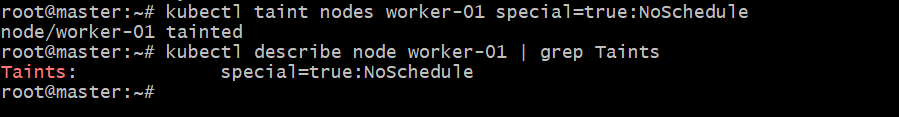 root@master:~# kubectl taint nodes worker-01 special=true:NoSchedule
node/worker-01 tainted
root@master:~# kubectl describe node worker-01 | grep Taints
Taints:             special=true:NoSchedule
root@master:~#